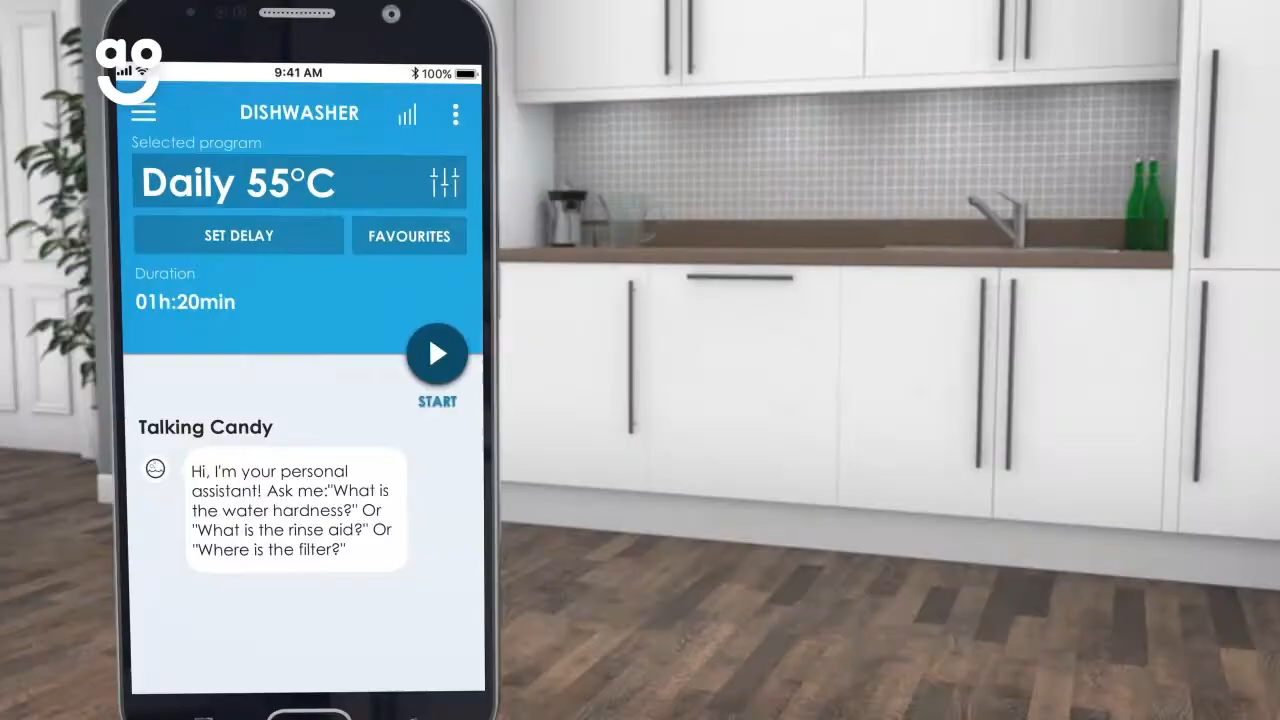 ao
9:41 AM
100%
DISHWASHER
Selected program
Daily 55°C
SET DELAY
FAVOURITES
Duration
01h:20min
START
Talking Candy
Hi, I'm your personal
assistant! Ask me:"What is
the water hardness?" Or
"What is the rinse aid?" Or
"Where is the filter?"